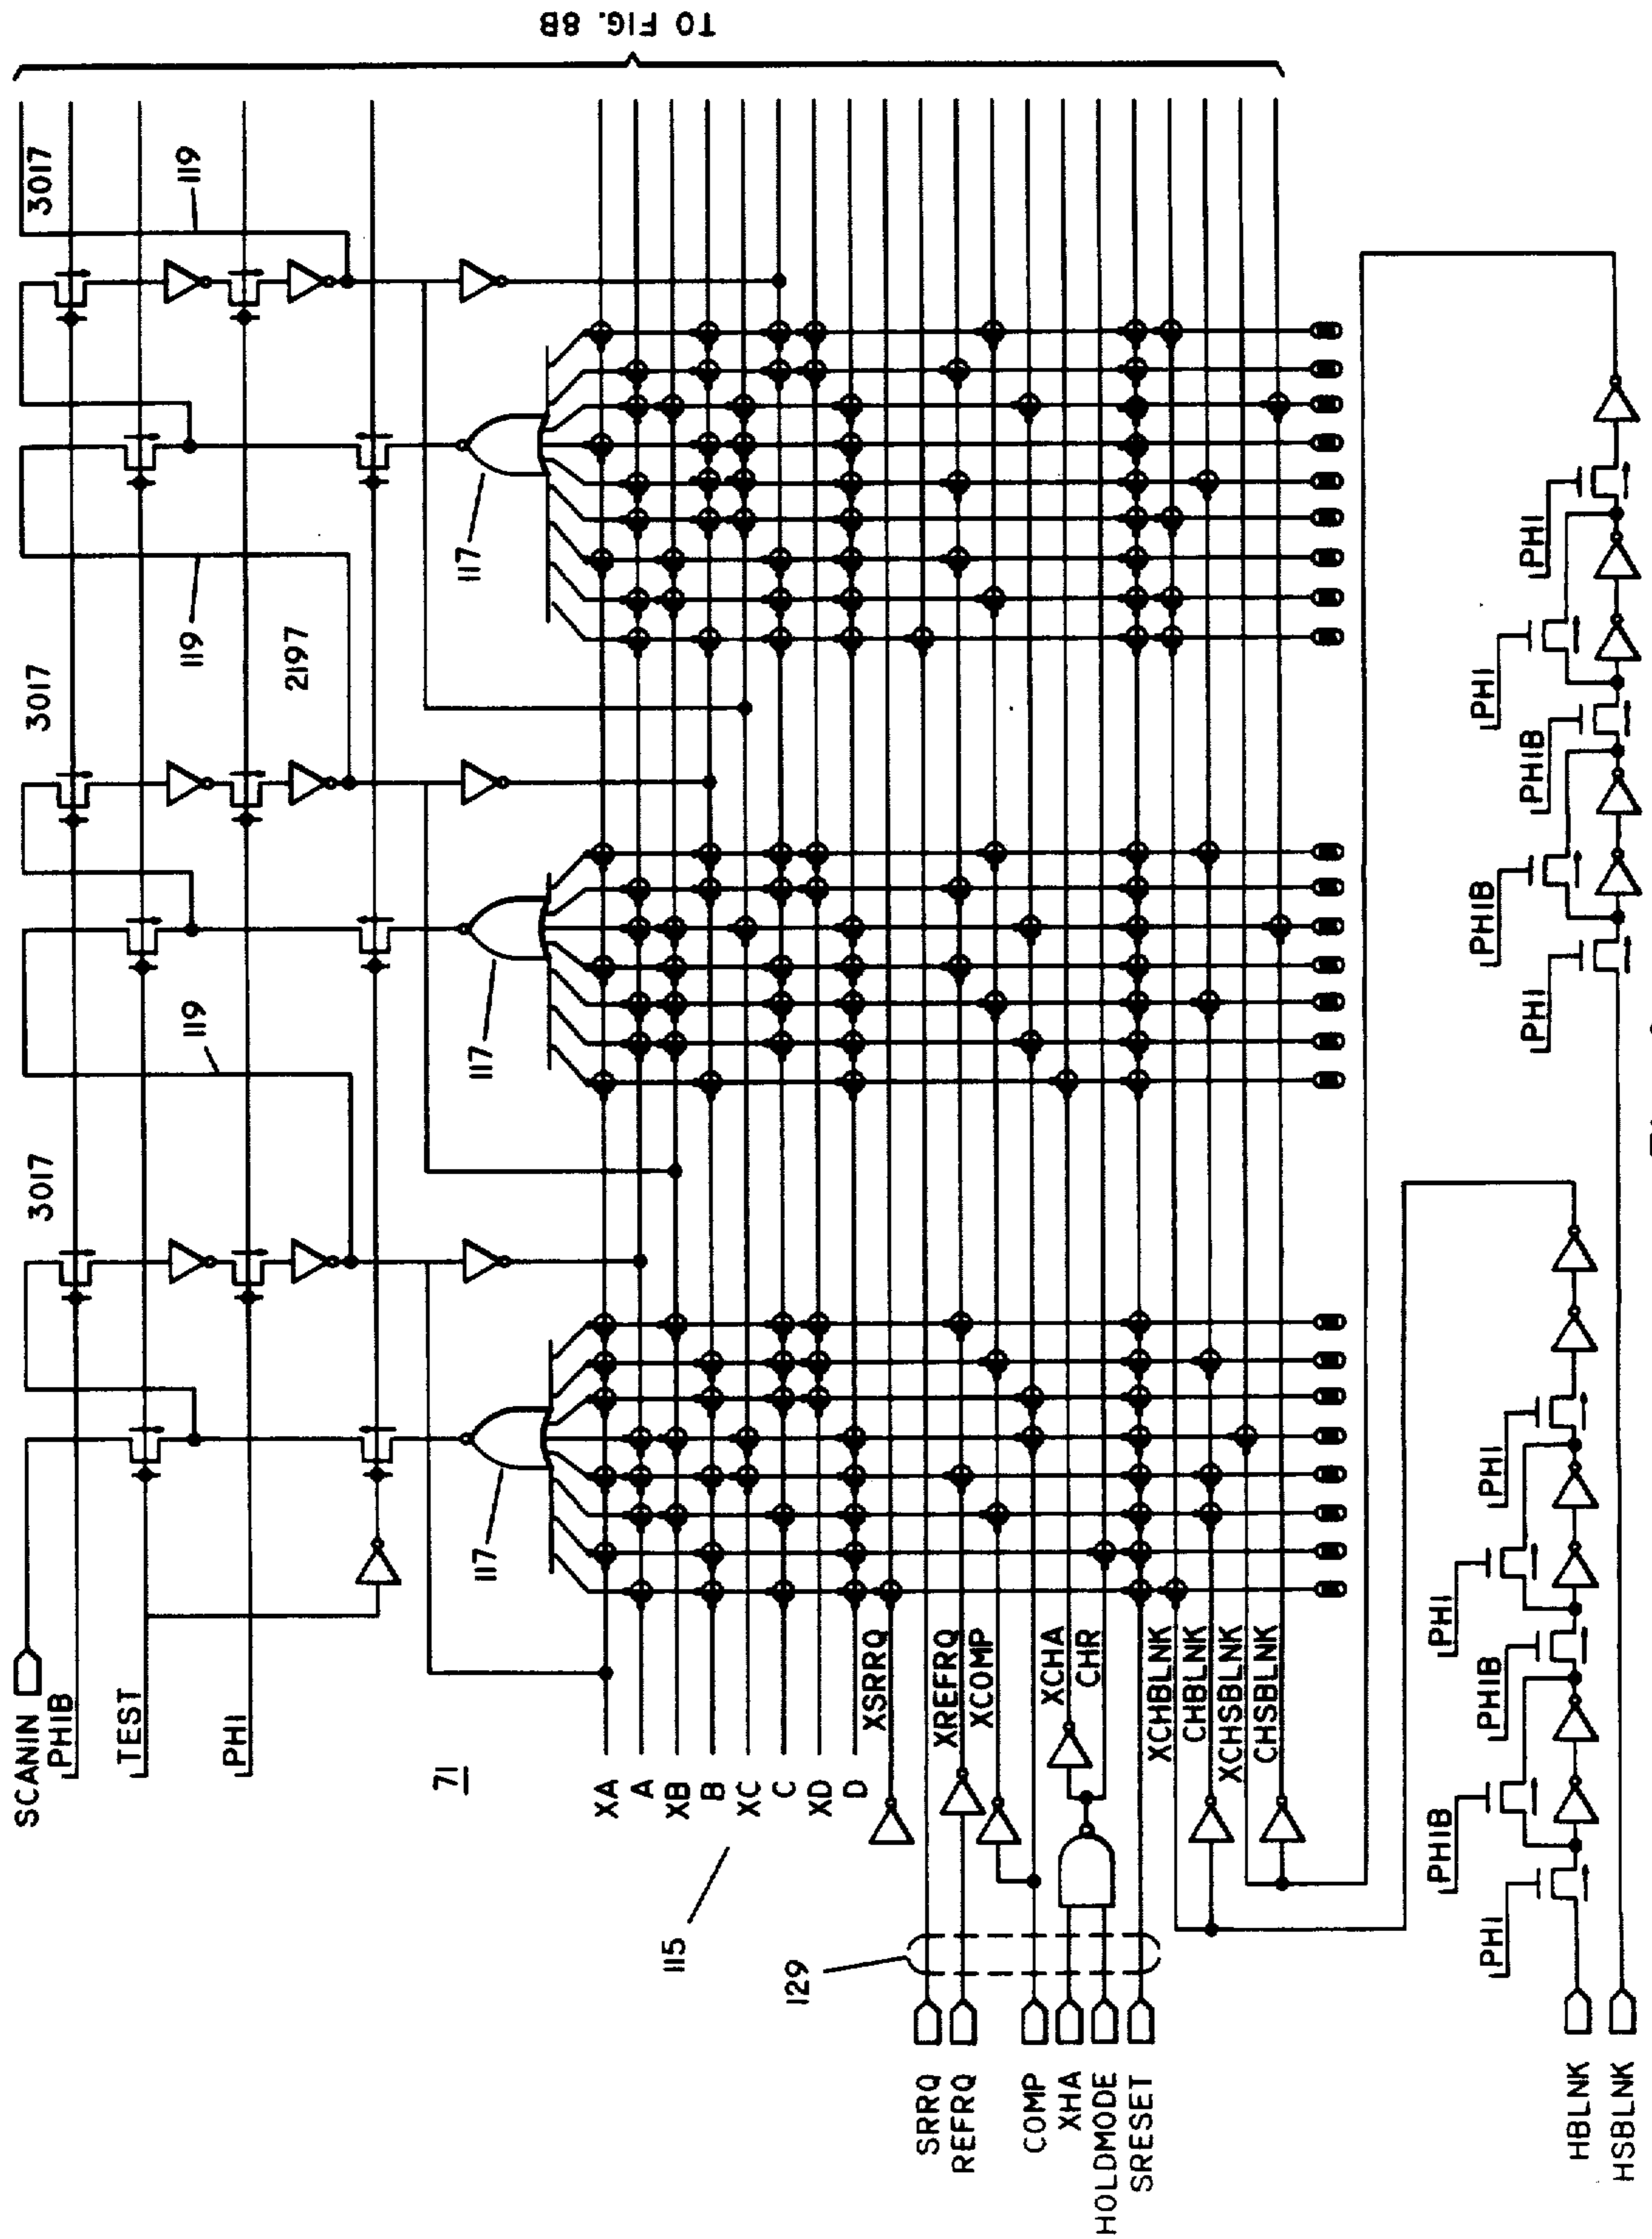 TO FIG. 8B
3017
119
3017
119
2197
3017
119
SCANIN
PHIB
TEST
PHI
71
117
117
117
XA
A
XB
B
XC
C
XD
D
115
XSRRQ
XREFRQ
XCOMP
XCHA
CHR
XCHBLNK
CHBLNK
XCHSBLNK
CHSBLNK
129
SRRQ
REFRQ
COMP
XHA
HOLDMODE
SRESET
PHI
PHIB
PHIB
PHI
PHI
PHI
PHIB
PHIB
PHI
PHI
HBLNK
HSBLNK